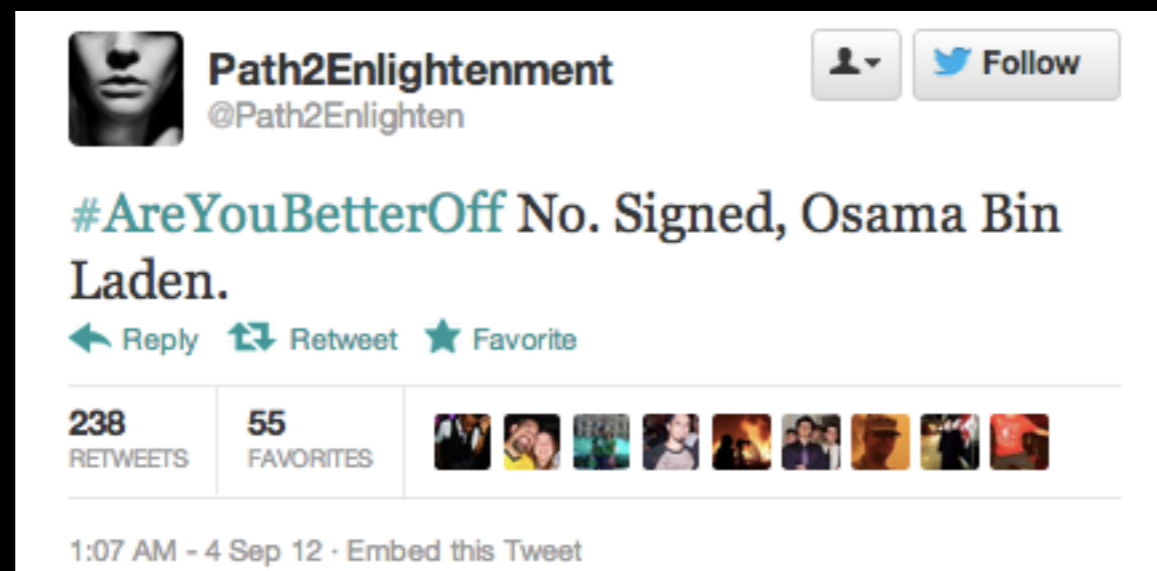 Path2Enlightenment
@Path2Enlighten
Follow
#AreYouBetterOff No. Signed, Osama Bin
Laden.
Reply Retweet Favorite
238 55
RETWEETS FAVORITES
1:07 AM - 4 Sep 12 · Embed this Tweet